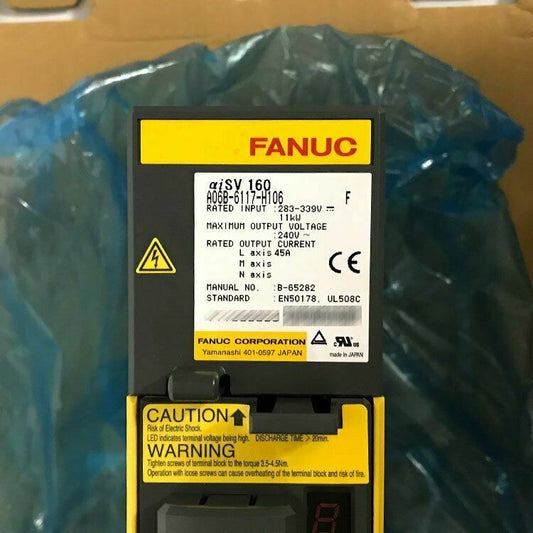 FANUC
αiSV 160
A06B-6117-H106 F
RATED INPUT :283-339V ⎓
11kW
MAXIMUM OUTPUT VOLTAGE
:240V ~
RATED OUTPUT CURRENT
L axis 45A
M axis
N axis
MANUAL NO. :B-65282
STANDARD :EN50178, UL508C
CE
FANUC CORPORATION
Yamanashi 401-0597 JAPAN
c UL us
made in JAPAN
CAUTION
Risk of Electric Shock.
LED indicates terminal voltage being high. DISCHARGE TIME > 20min.
WARNING
Tighten screws of terminal block to the torque 3.5-4.5Nm.
Operation with loose screws can cause overheating of the terminal block and risk of fire.